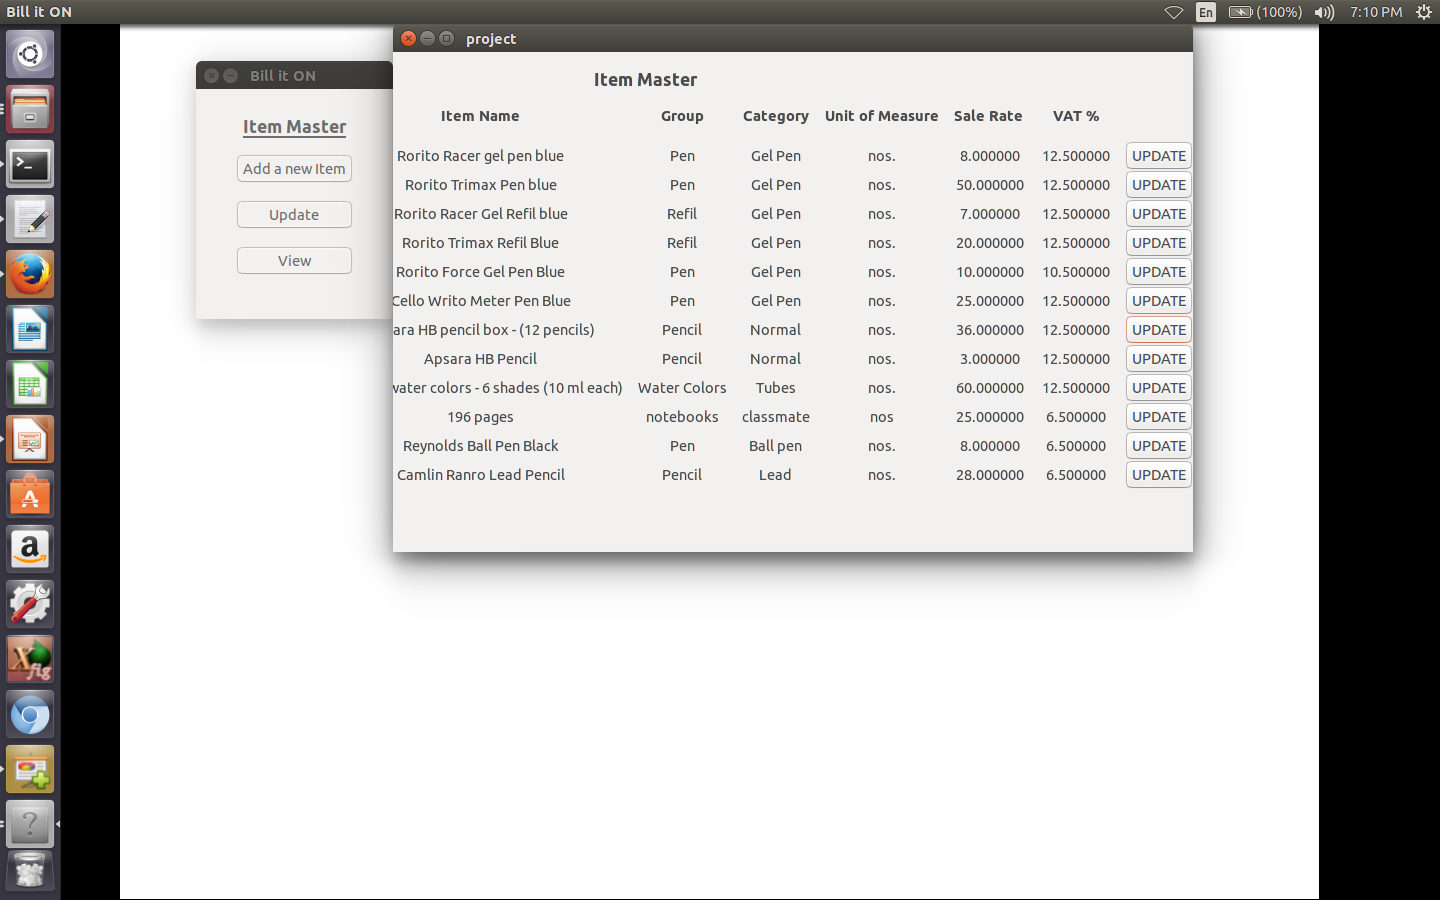 Bill it ON En (100%) 7:10 PM
project
Bill it ON
Item Master
Add a new Item
Update
View
Item Master
Item Name Group Category Unit of Measure Sale Rate VAT %
Rorito Racer gel pen blue Pen Gel Pen nos. 8.000000 12.500000 UPDATE
Rorito Trimax Pen blue Pen Gel Pen nos. 50.000000 12.500000 UPDATE
Rorito Racer Gel Refil blue Refil Gel Pen nos. 7.000000 12.500000 UPDATE
Rorito Trimax Refil Blue Refil Gel Pen nos. 20.000000 12.500000 UPDATE
Rorito Force Gel Pen Blue Pen Gel Pen nos. 10.000000 10.500000 UPDATE
Cello Writo Meter Pen Blue Pen Gel Pen nos. 25.000000 12.500000 UPDATE
ara HB pencil box - (12 pencils) Pencil Normal nos. 36.000000 12.500000 UPDATE
Apsara HB Pencil Pencil Normal nos. 3.000000 12.500000 UPDATE
water colors - 6 shades (10 ml each) Water Colors Tubes nos. 60.000000 12.500000 UPDATE
196 pages notebooks classmate nos 25.000000 6.500000 UPDATE
Reynolds Ball Pen Black Pen Ball pen nos. 8.000000 6.500000 UPDATE
Camlin Ranro Lead Pencil Pencil Lead nos. 28.000000 6.500000 UPDATE
X
fig
a
?